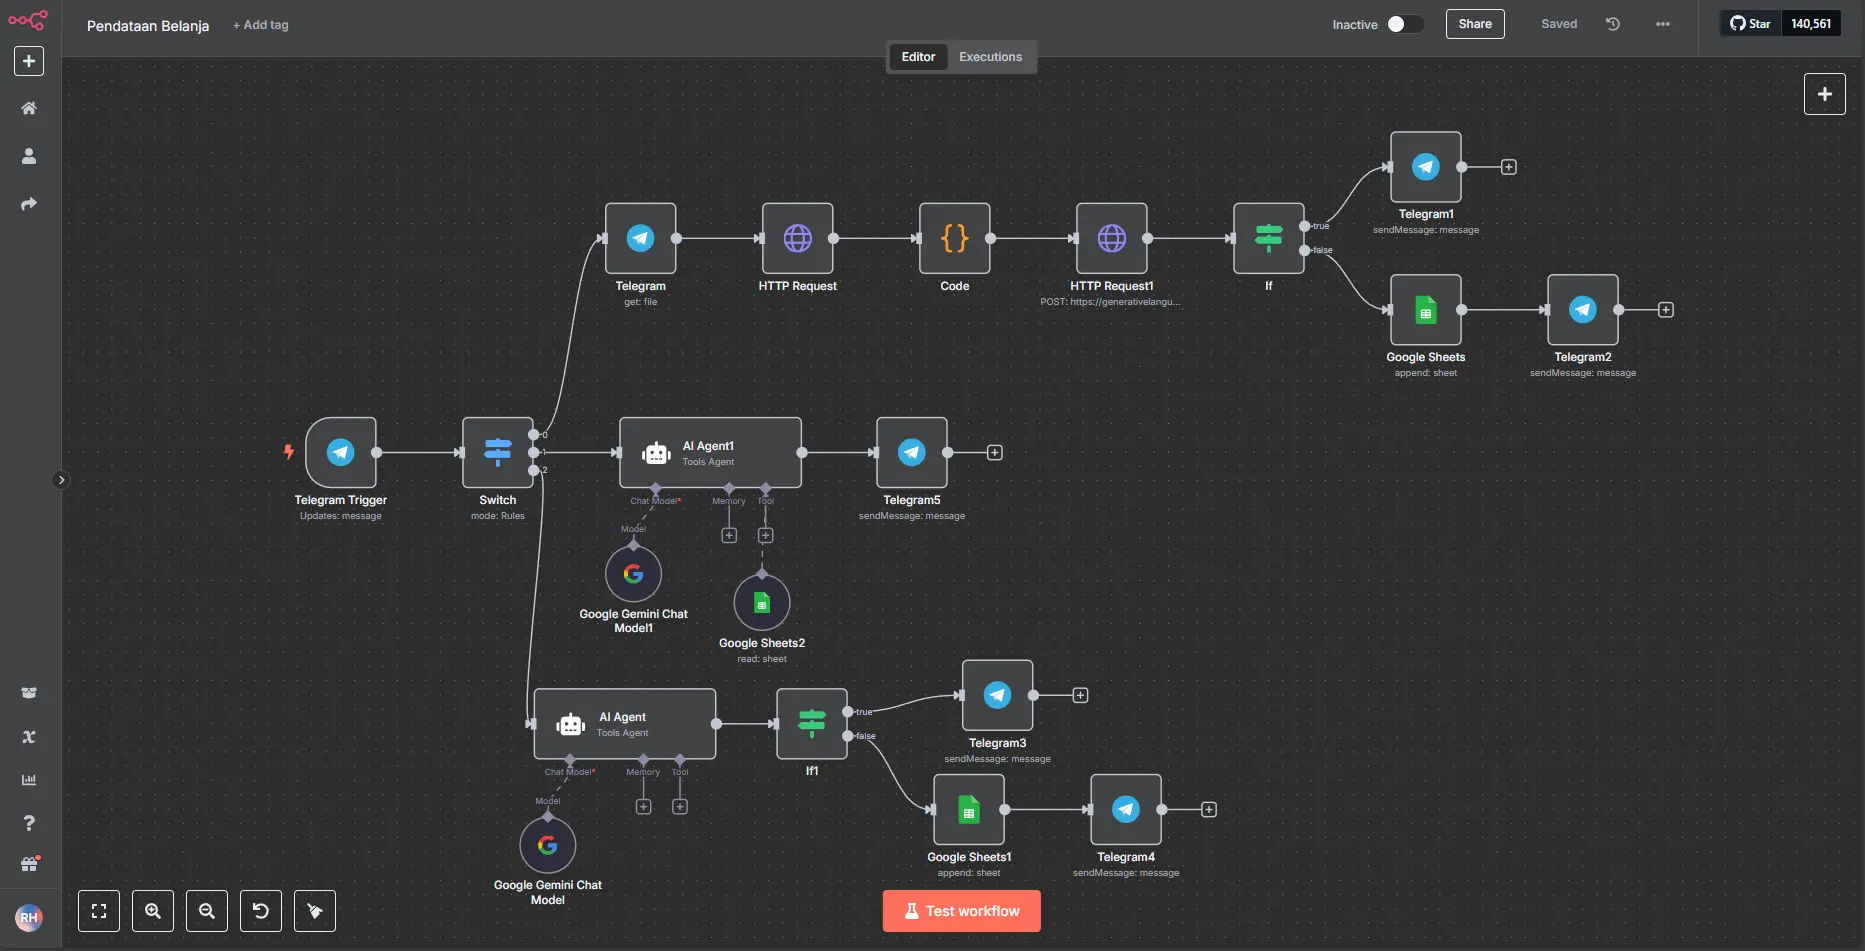 Pendataan Belanja
+ Add tag
Inactive
Share
Saved
Star
140,561
Editor
Executions
Telegram1
sendMessage: message
Telegram
get: file
HTTP Request
Code
HTTP Request1
POST: https://generativelangu...
If
true
false
Google Sheets
append: sheet
Telegram2
sendMessage: message
Telegram Trigger
Updates: message
Switch
mode: Rules
0
1
2
AI Agent1
Tools Agent
Chat Model*
Memory
Tool
Model
Google Gemini Chat
Model1
Google Sheets2
read: sheet
Telegram5
sendMessage: message
AI Agent
Tools Agent
Chat Model*
Memory
Tool
Model
Google Gemini Chat
Model
If1
true
false
Telegram3
sendMessage: message
Google Sheets1
append: sheet
Telegram4
sendMessage: message
RH
Test workflow